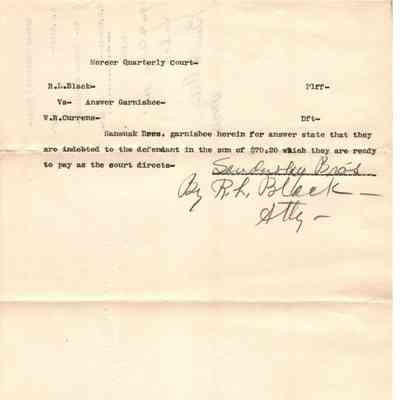 Mercer Quarterly Court-
R.L.Black- Plff-
Vs- Answer Garnishee-
W.R.Currens- Dft-
Sanusuk Bros. garnishee herein for answer state that they
are indebted to the defendant in the sum of $70,20 which they are ready
to pay as the court directs-
Sandusky Bros
By R.L. Black -
Atty -